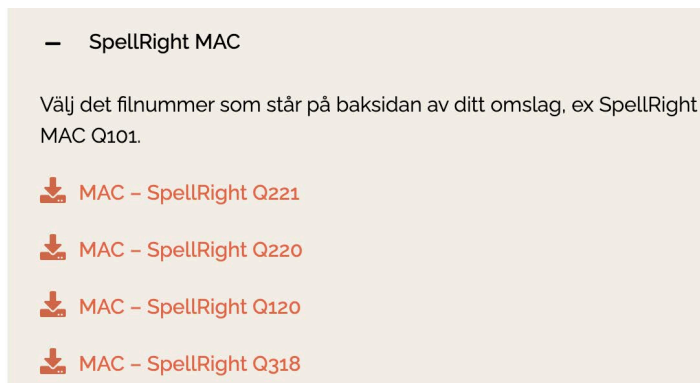 – SpellRight MAC
Välj det filnummer som står på baksidan av ditt omslag, ex SpellRight
MAC Q101.
MAC – SpellRight Q221
MAC – SpellRight Q220
MAC – SpellRight Q120
MAC – SpellRight Q318